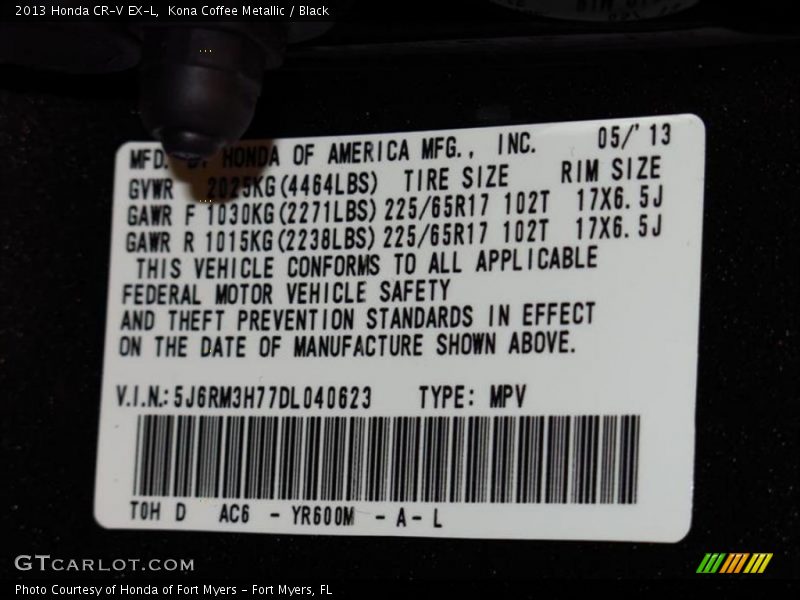 2013 Honda CR-V EX-L,  Kona Coffee Metallic / Black
MFD. BY HONDA OF AMERICA MFG., INC. 05/'13
GVWR 2025KG(4464LBS) TIRE SIZE RIM SIZE
GAWR F 1030KG(2271LBS) 225/65R17 102T 17X6.5J
GAWR R 1015KG(2238LBS) 225/65R17 102T 17X6.5J
THIS VEHICLE CONFORMS TO ALL APPLICABLE
FEDERAL MOTOR VEHICLE SAFETY
AND THEFT PREVENTION STANDARDS IN EFFECT
ON THE DATE OF MANUFACTURE SHOWN ABOVE.
V.I.N.: 5J6RM3H77DL040623 TYPE: MPV
T0H D AC6 - YR600M - A - L
GTCARLOT.COM
Photo Courtesy of Honda of Fort Myers - Fort Myers, FL